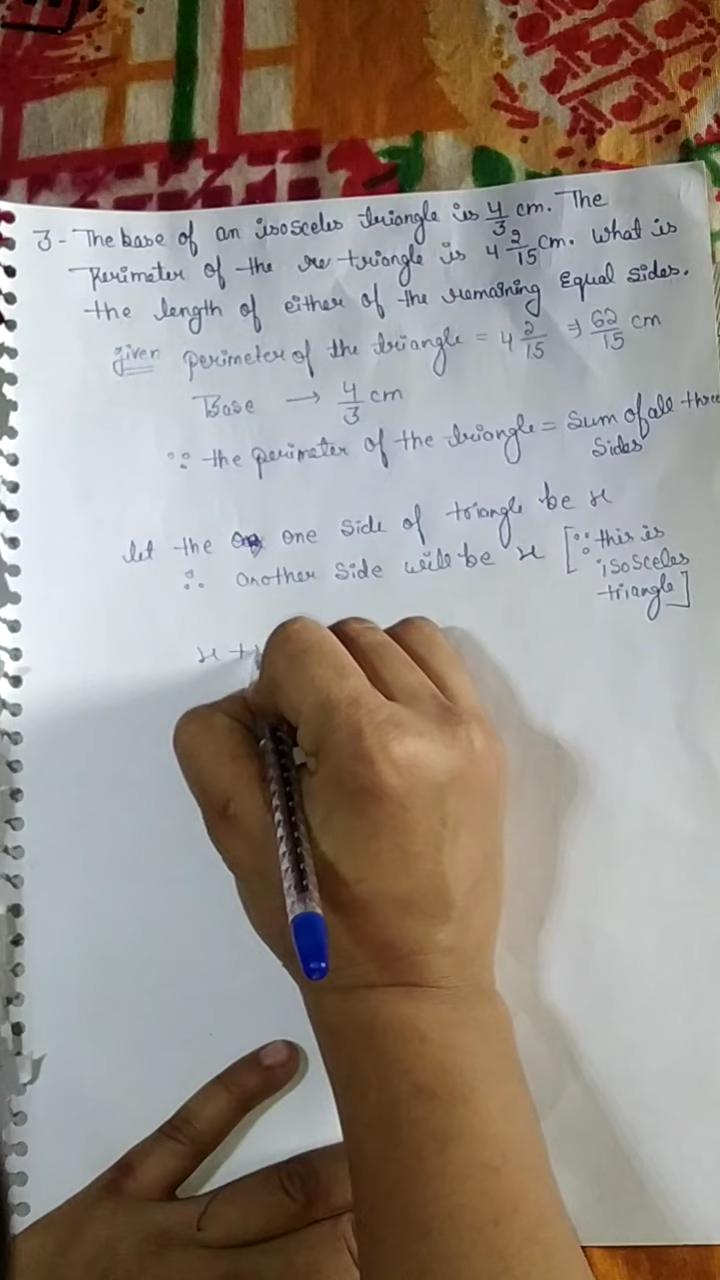 3- The base of an isosceles triangle is 4/3 cm. The
Perimeter of the re triangle is 4 2/15 cm. What is
the length of either of the remaining Equal sides.
given perimeter of the triangle = 4 2/15 ⇒ 62/15 cm
Base → 4/3 cm
∵ the perimeter of the triangle = Sum of all three
Sides
let the one side of triangle be x
∴ another side will be x [∵ this is
isosceles
triangle]
x +